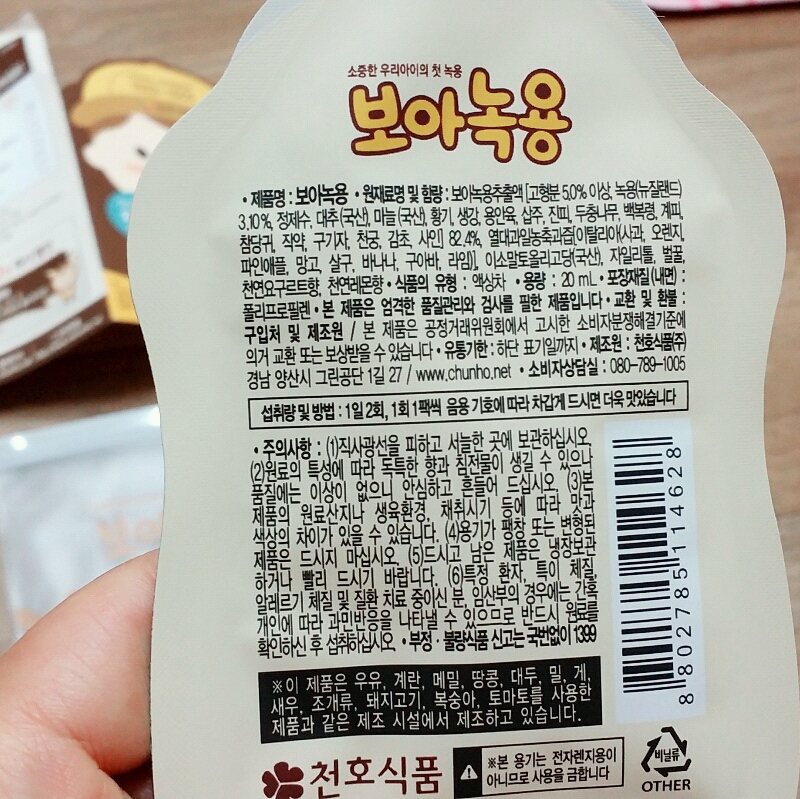 소중한 우리아이의 첫 녹용
보아녹용
• 제품명 : 보아녹용 • 원재료명 및 함량 : 보아녹용추출액 [고형분 5.0% 이상, 녹용(뉴질랜드)
3.10%, 정제수, 대추(국산), 마늘(국산), 황기, 생강, 용안육, 삽주, 진피, 두충나무, 백복령, 계피,
참당귀, 작약, 구기자, 천궁, 감초, 사인] 82.4%, 열대과일농축과즙[이탈리아(사과, 오렌지,
파인애플, 망고, 살구, 바나나, 구아바, 라임)], 이소말토올리고당(국산), 자일리톨, 벌꿀,
천연요구르트향, 천연레몬향 • 식품의 유형 : 액상차 • 용량 : 20 mL • 포장재질(내면) :
폴리프로필렌 • 본 제품은 엄격한 품질관리와 검사를 필한 제품입니다 • 교환 및 환불 :
구입처 및 제조원 / 본 제품은 공정거래위원회에서 고시한 소비자분쟁해결기준에
의거 교환 또는 보상받을 수 있습니다 • 유통기한 : 하단 표기일까지 • 제조원 : 천호식품(주)
경남 양산시 그린공단 1길 27 / www.chunho.net • 소비자상담실 : 080-789-1005
섭취량 및 방법 : 1일 2회, 1회 1팩씩 음용 기호에 따라 차갑게 드시면 더욱 맛있습니다
• 주의사항 : (1)직사광선을 피하고 서늘한 곳에 보관하십시오.
(2)원료의 특성에 따라 독특한 향과 침전물이 생길 수 있으나
품질에는 이상이 없으니 안심하고 흔들어 드십시오. (3)본
제품의 원료산지나 생육환경, 채취시기 등에 따라 맛과
색상의 차이가 있을 수 있습니다. (4)용기가 팽창 또는 변형된
제품은 드시지 마십시오. (5)드시고 남은 제품은 냉장보관
하거나 빨리 드시기 바랍니다. (6)특정 환자, 특이 체질,
알레르기 체질 및 질환 치료 중이신 분, 임산부의 경우에는 간혹
개인에 따라 과민반응을 나타낼 수 있으므로 반드시 원료를
확인하신 후 섭취하십시오. • 부정 · 불량식품 신고는 국번없이 1399
8 802785 114628
※이 제품은 우유, 계란, 메밀, 땅콩, 대두, 밀, 게,
새우, 조개류, 돼지고기, 복숭아, 토마토를 사용한
제품과 같은 제조 시설에서 제조하고 있습니다.
천호식품
※본 용기는 전자렌지용이
아니므로 사용을 금합니다
비닐류
OTHER